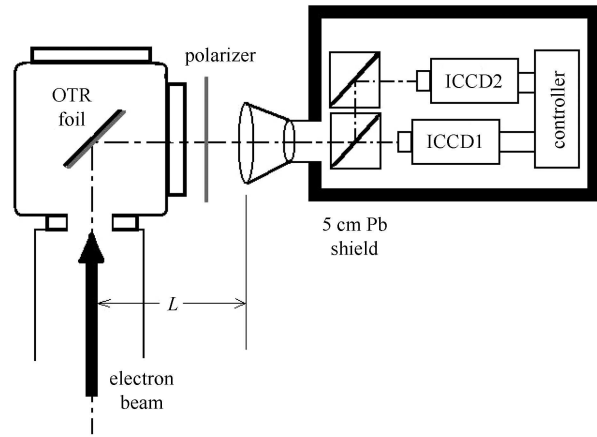 polarizer
OTR
foil
ICCD2
ICCD1
controller
5 cm Pb
shield
L
electron
beam